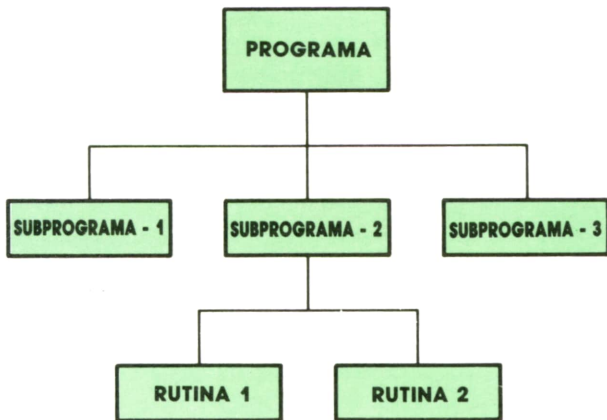 PROGRAMA
SUBPROGRAMA - 1
SUBPROGRAMA - 2
SUBPROGRAMA - 3
RUTINA 1
RUTINA 2